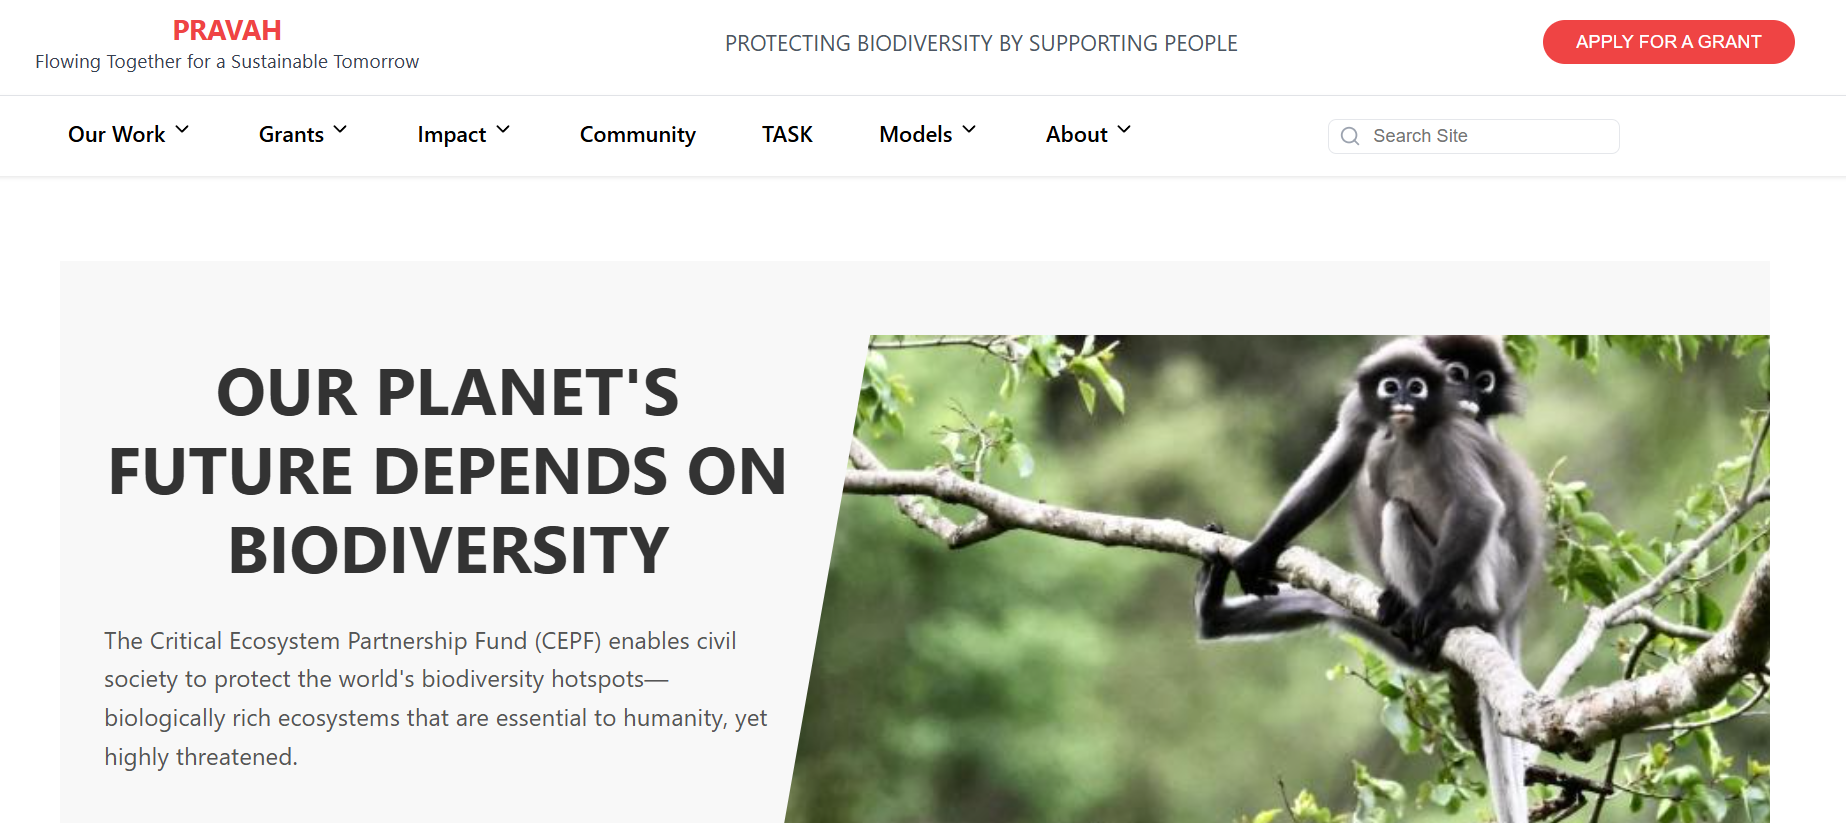 PRAVAH
Flowing Together for a Sustainable Tomorrow
PROTECTING BIODIVERSITY BY SUPPORTING PEOPLE
APPLY FOR A GRANT
Our Work
Grants
Impact
Community
TASK
Models
About
Search Site
OUR PLANET'S
FUTURE DEPENDS ON
BIODIVERSITY
The Critical Ecosystem Partnership Fund (CEPF) enables civil
society to protect the world's biodiversity hotspots—
biologically rich ecosystems that are essential to humanity, yet
highly threatened.